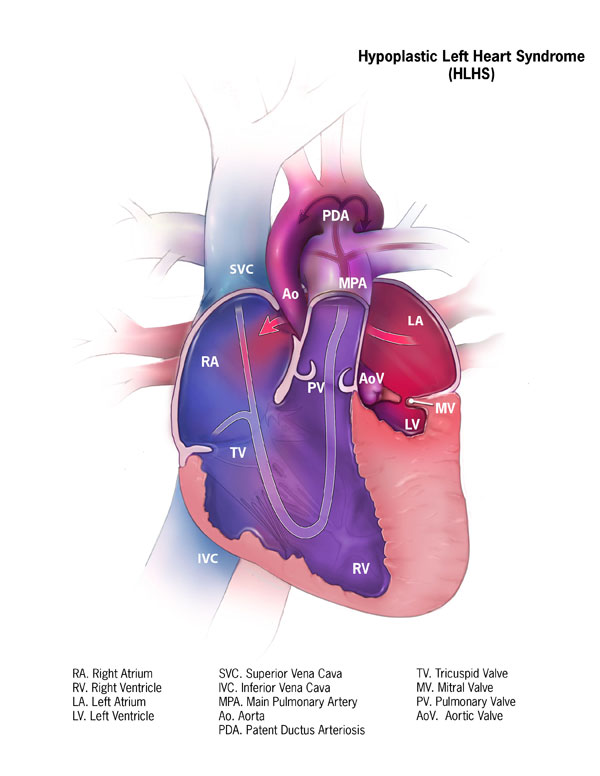 Hypoplastic Left Heart Syndrome
(HLHS)
PDA
SVC
Ao
MPA
LA
RA
PV
AoV
MV
LV
TV
IVC
RV
RA. Right Atrium
RV. Right Ventricle
LA. Left Atrium
LV. Left Ventricle
SVC. Superior Vena Cava
IVC. Inferior Vena Cava
MPA. Main Pulmonary Artery
Ao. Aorta
PDA. Patent Ductus Arteriosis
TV. Tricuspid Valve
MV. Mitral Valve
PV. Pulmonary Valve
AoV. Aortic Valve